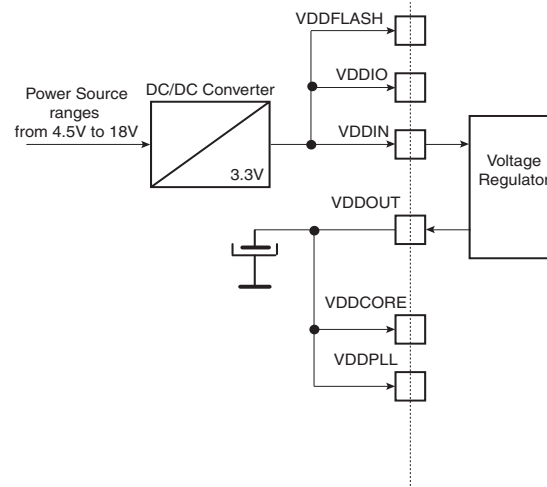 VDDFLASH
Power Source
ranges
from 4.5V to 18V
DC/DC Converter
3.3V
VDDIO
VDDIN
Voltage
Regulator
VDDOUT
VDDCORE
VDDPLL